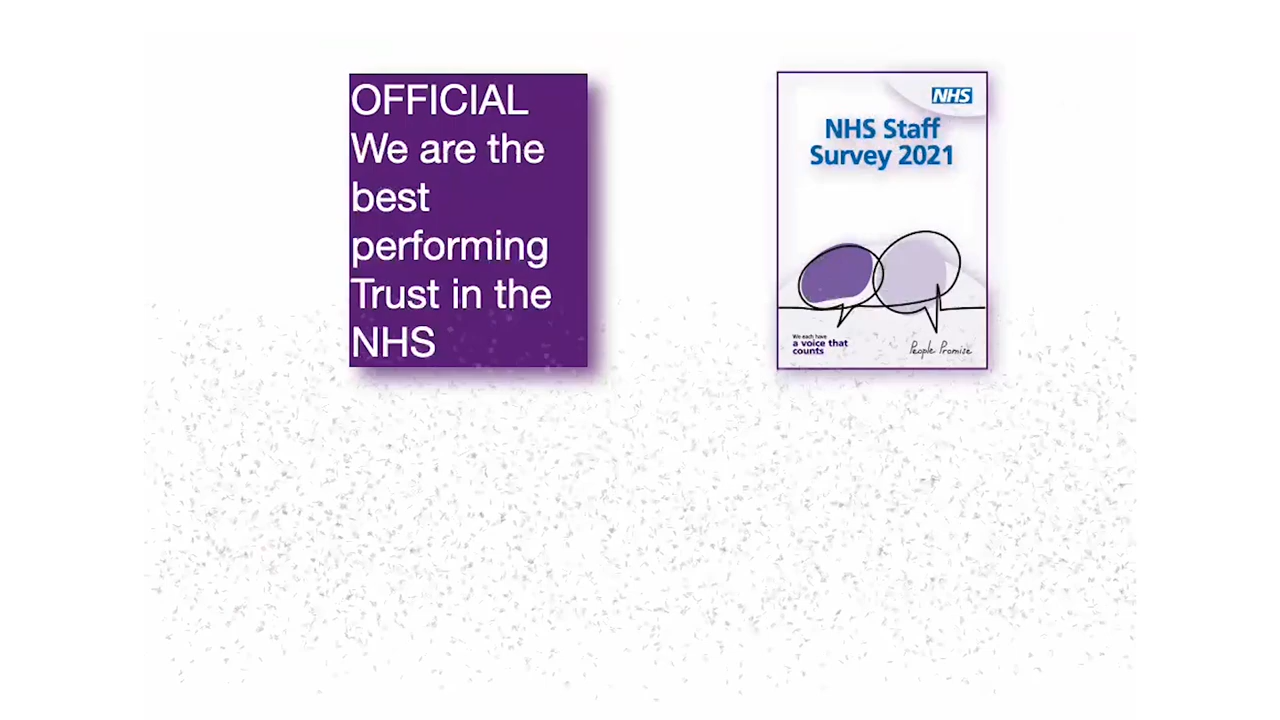 OFFICIAL
We are the
best
performing
Trust in the
NHS
NHS
NHS Staff
Survey 2021
We each have
a voice that
counts
People Promise